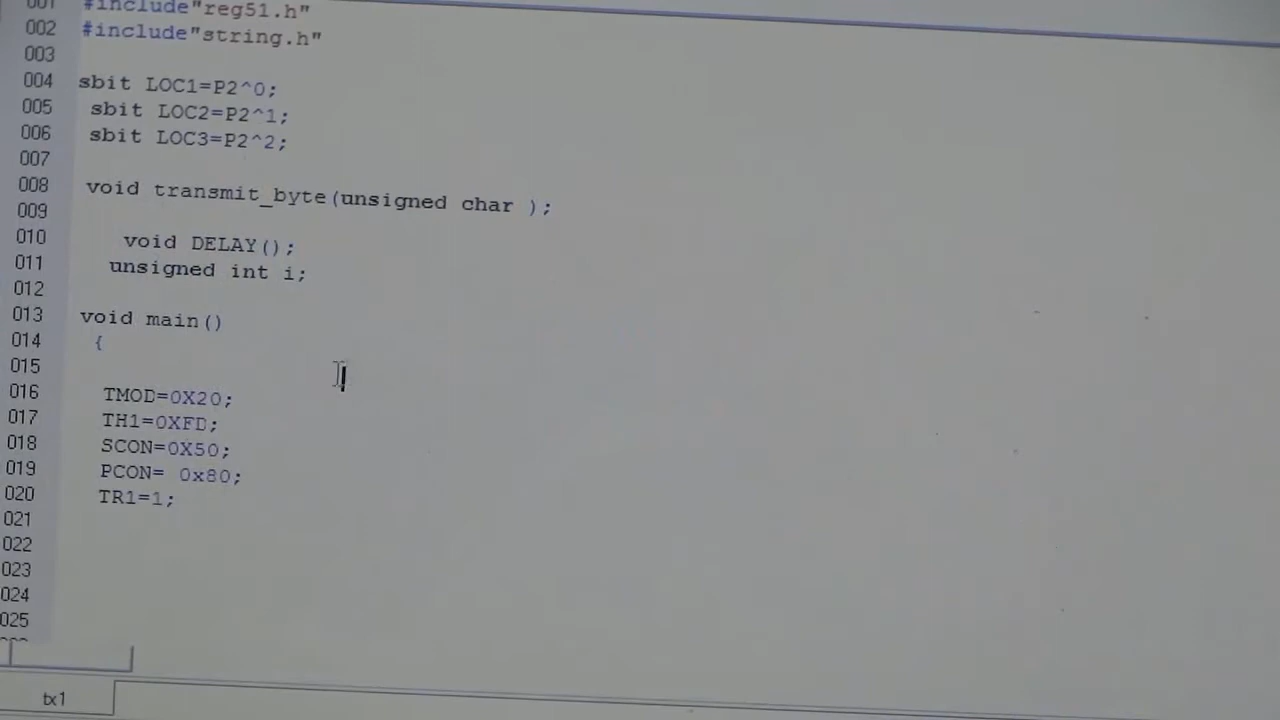 001 #include"reg51.h"
002 #include"string.h"
003
004 sbit LOC1=P2^0;
005 sbit LOC2=P2^1;
006 sbit LOC3=P2^2;
007
008 void transmit_byte(unsigned char );
009
010 void DELAY();
011 unsigned int i;
012
013 void main()
014 {
015
016 TMOD=0X20;
017 TH1=0XFD;
018 SCON=0X50;
019 PCON= 0x80;
020 TR1=1;
021
022
023
024
025
tx1